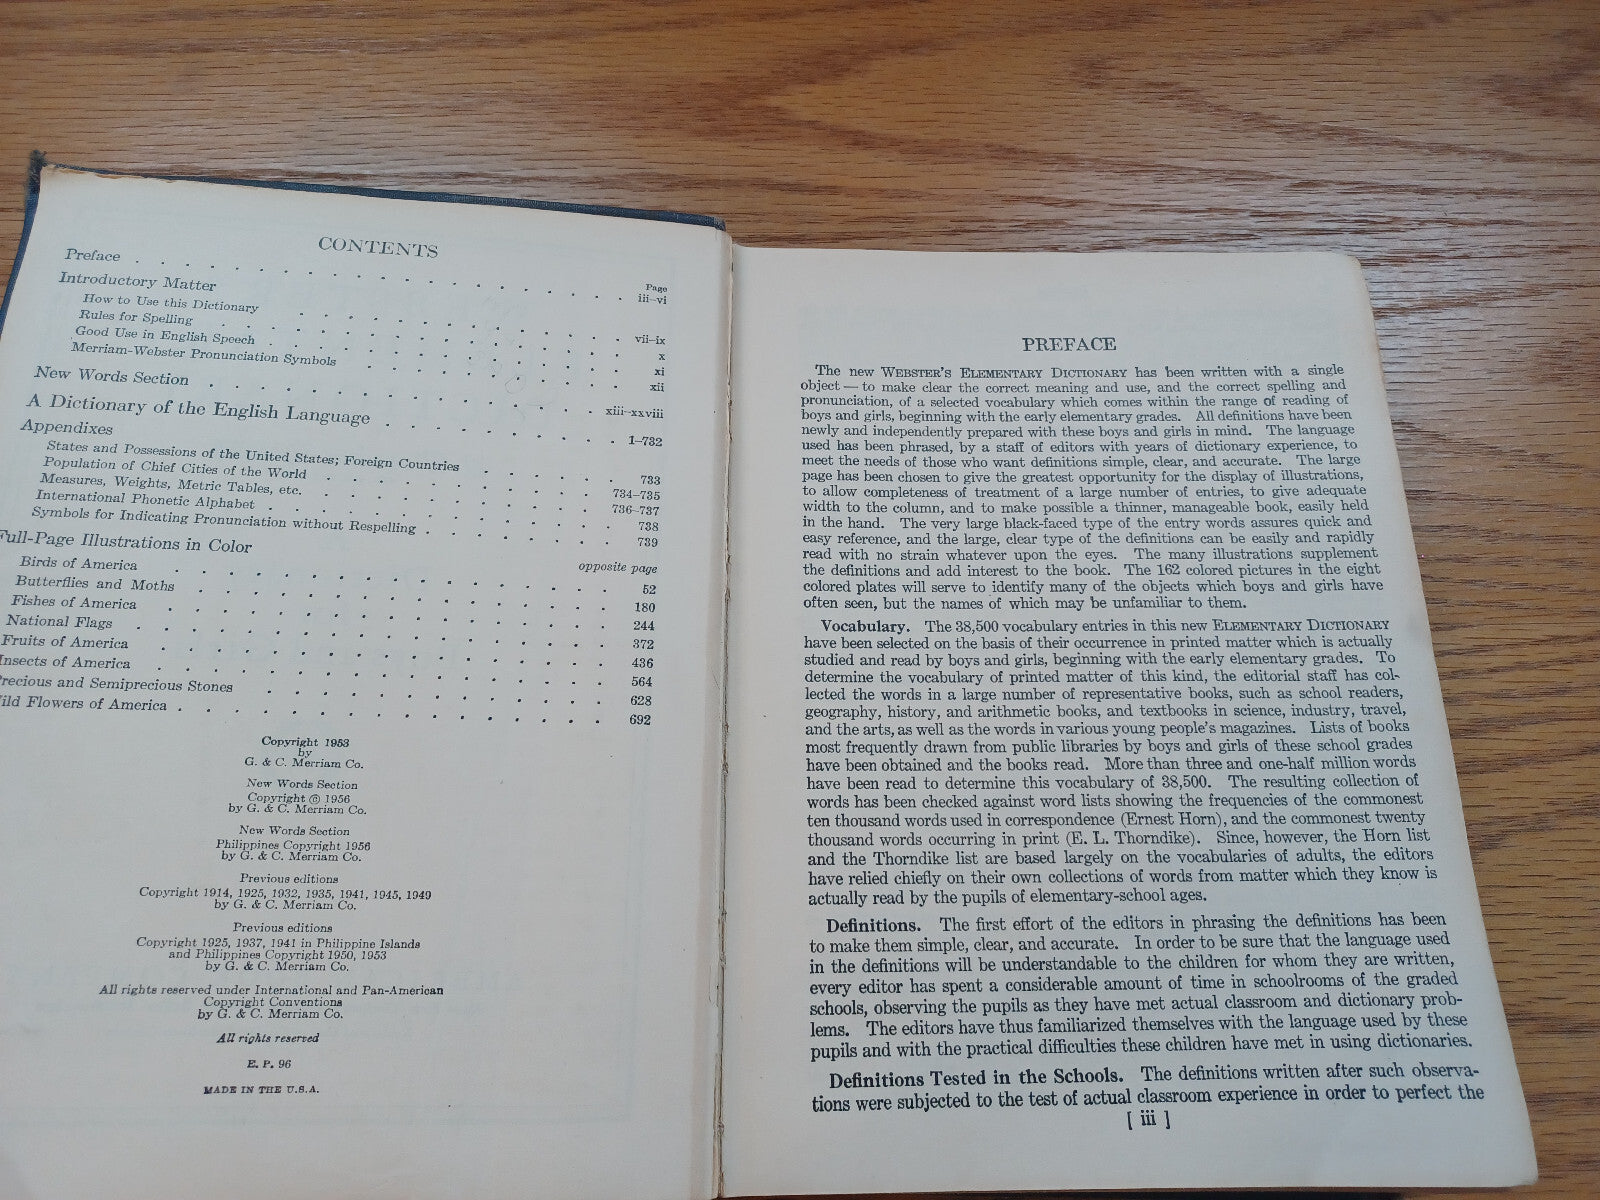 CONTENTS
Page
Preface . . . . . . . . . . . . . . . . . . . . . iii–vi
Introductory Matter
How to Use this Dictionary . . . . . . . . . . . . . . vii–ix
Rules for Spelling . . . . . . . . . . . . . . . . . x
Good Use in English Speech . . . . . . . . . . . . . . xi
Merriam-Webster Pronunciation Symbols . . . . . . . . . . xii
New Words Section . . . . . . . . . . . . . . . . xiii–xxviii
A Dictionary of the English Language . . . . . . . . . . 1–732
Appendixes
States and Possessions of the United States; Foreign Countries . . . . . 733
Population of Chief Cities of the World . . . . . . . . . . 734–735
Measures, Weights, Metric Tables, etc. . . . . . . . . . . 736–737
International Phonetic Alphabet . . . . . . . . . . . . 738
Symbols for Indicating Pronunciation without Respelling . . . . . . . 739
Full-Page Illustrations in Color
opposite page
Birds of America . . . . . . . . . . . . . . . . 52
Butterflies and Moths . . . . . . . . . . . . . . . 180
Fishes of America . . . . . . . . . . . . . . . . 244
National Flags . . . . . . . . . . . . . . . . . 372
Fruits of America . . . . . . . . . . . . . . . . 436
Insects of America . . . . . . . . . . . . . . . . 564
Precious and Semiprecious Stones . . . . . . . . . . . . 628
Wild Flowers of America . . . . . . . . . . . . . . . 692
Copyright 1953
by
G. & C. Merriam Co.
New Words Section
Copyright © 1956
by G. & C. Merriam Co.
New Words Section
Philippines Copyright 1956
by G. & C. Merriam Co.
Previous editions
Copyright 1914, 1925, 1932, 1935, 1941, 1945, 1949
by G. & C. Merriam Co.
Previous editions
Copyright 1925, 1937, 1941 in Philippine Islands
and Philippines Copyright 1950, 1953
by G. & C. Merriam Co.
All rights reserved under International and Pan-American
Copyright Conventions
by G. & C. Merriam Co.
All rights reserved
E. P. 96
MADE IN THE U.S.A.
PREFACE
The new WEBSTER'S ELEMENTARY DICTIONARY has been written with a single
object — to make clear the correct meaning and use, and the correct spelling and
pronunciation, of a selected vocabulary which comes within the range of reading of
boys and girls, beginning with the early elementary grades. All definitions have been
newly and independently prepared with these boys and girls in mind. The language
used has been phrased, by a staff of editors with years of dictionary experience, to
meet the needs of those who want definitions simple, clear, and accurate. The large
page has been chosen to give the greatest opportunity for the display of illustrations,
to allow completeness of treatment of a large number of entries, to give adequate
width to the column, and to make possible a thinner, manageable book, easily held
in the hand. The very large black-faced type of the entry words assures quick and
easy reference, and the large, clear type of the definitions can be easily and rapidly
read with no strain whatever upon the eyes. The many illustrations supplement
the definitions and add interest to the book. The 162 colored pictures in the eight
colored plates will serve to identify many of the objects which boys and girls have
often seen, but the names of which may be unfamiliar to them.
Vocabulary. The 38,500 vocabulary entries in this new ELEMENTARY DICTIONARY
have been selected on the basis of their occurrence in printed matter which is actually
studied and read by boys and girls, beginning with the early elementary grades. To
determine the vocabulary of printed matter of this kind, the editorial staff has col-
lected the words in a large number of representative books, such as school readers,
geography, history, and arithmetic books, and textbooks in science, industry, travel,
and the arts, as well as the words in various young people's magazines. Lists of books
most frequently drawn from public libraries by boys and girls of these school grades
have been obtained and the books read. More than three and one-half million words
have been read to determine this vocabulary of 38,500. The resulting collection of
words has been checked against word lists showing the frequencies of the commonest
ten thousand words used in correspondence (Ernest Horn), and the commonest twenty
thousand words occurring in print (E. L. Thorndike). Since, however, the Horn list
and the Thorndike list are based largely on the vocabularies of adults, the editors
have relied chiefly on their own collections of words from matter which they know is
actually read by the pupils of elementary-school ages.
Definitions. The first effort of the editors in phrasing the definitions has been
to make them simple, clear, and accurate. In order to be sure that the language used
in the definitions will be understandable to the children for whom they are written,
every editor has spent a considerable amount of time in schoolrooms of the graded
schools, observing the pupils as they have met actual classroom and dictionary prob-
lems. The editors have thus familiarized themselves with the language used by these
pupils and with the practical difficulties these children have met in using dictionaries.
Definitions Tested in the Schools. The definitions written after such observa-
tions were subjected to the test of actual classroom experience in order to perfect the
[ iii ]